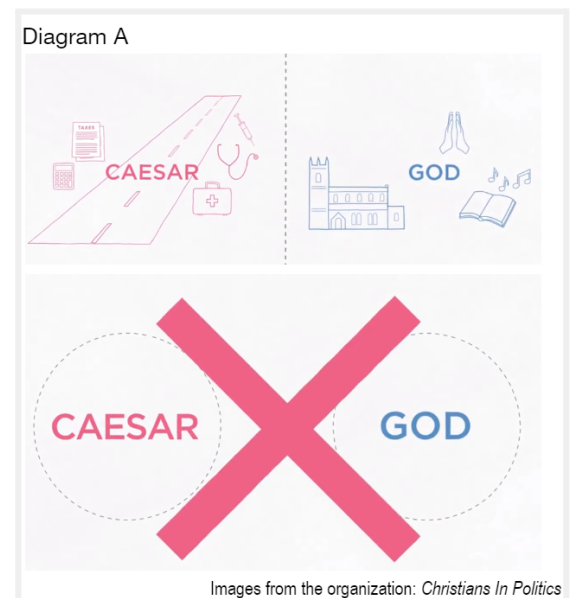 Diagram A
TAXES
CAESAR
GOD
CAESAR
GOD
Images from the organization: Christians In Politics